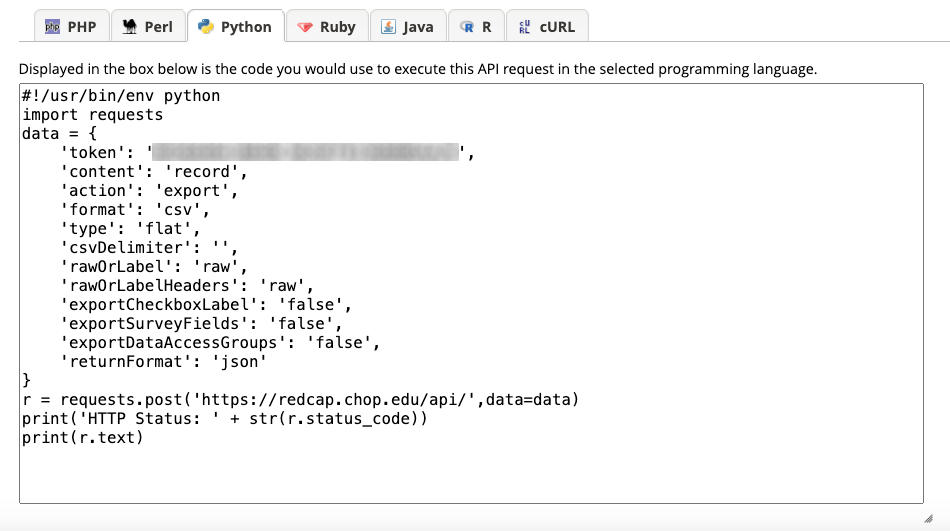 PHP Perl Python Ruby Java R cURL
Displayed in the box below is the code you would use to execute this API request in the selected programming language.
#!/usr/bin/env python
import requests
data = {
    'token': '',
    'content': 'record',
    'action': 'export',
    'format': 'csv',
    'type': 'flat',
    'csvDelimiter': '',
    'rawOrLabel': 'raw',
    'rawOrLabelHeaders': 'raw',
    'exportCheckboxLabel': 'false',
    'exportSurveyFields': 'false',
    'exportDataAccessGroups': 'false',
    'returnFormat': 'json'
}
r = requests.post('https://redcap.chop.edu/api/',data=data)
print('HTTP Status: ' + str(r.status_code))
print(r.text)